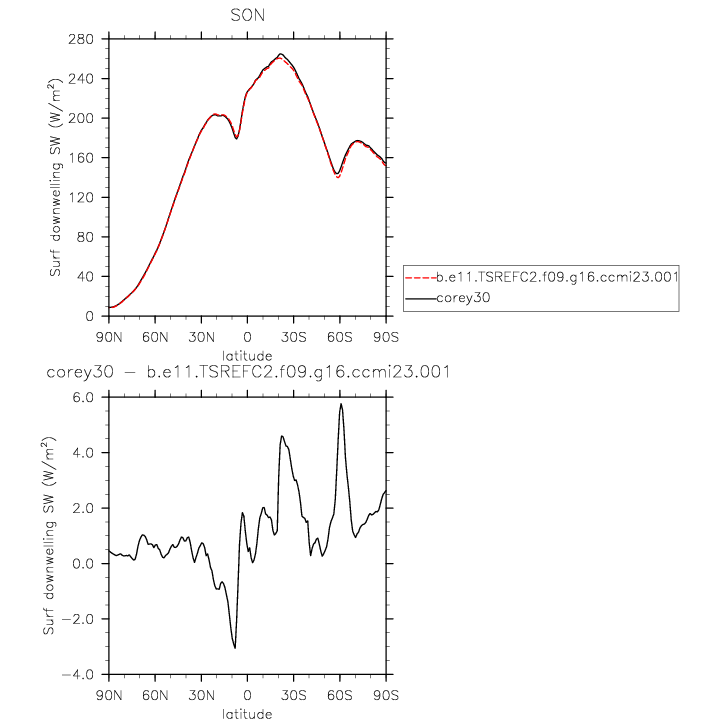 SON
280
240
200
160
120
80
40
0
Surf downwelling SW (W/m²)
90N 60N 30N 0 30S 60S 90S
latitude
b.e11.TSREFC2.f09.g16.ccmi23.001
corey30
corey30 − b.e11.TSREFC2.f09.g16.ccmi23.001
6.0
4.0
2.0
0.0
−2.0
−4.0
Surf downwelling SW (W/m²)
90N 60N 30N 0 30S 60S 90S
latitude